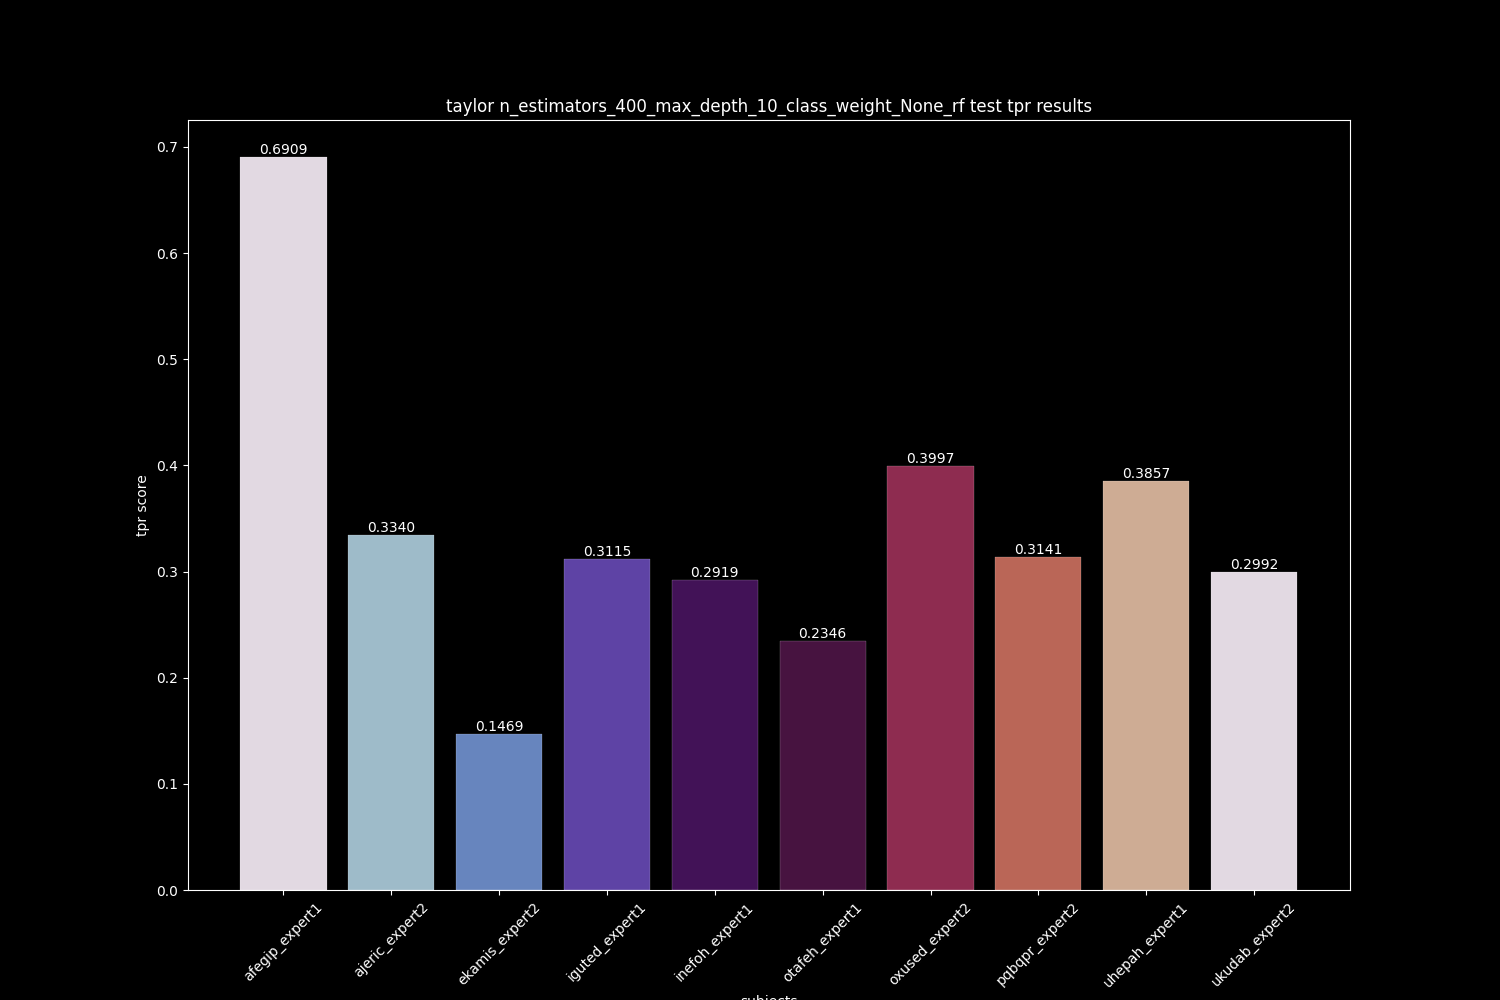 taylor n_estimators_400_max_depth_10_class_weight_None_rf test tpr results
0.7
0.6
0.5
0.4
0.3
0.2
0.1
0.0
tpr score
0.6909
0.3340
0.1469
0.3115
0.2919
0.2346
0.3997
0.3141
0.3857
0.2992
afegip_expert1
ajeric_expert2
ekamis_expert2
iguted_expert1
inefoh_expert1
otafeh_expert1
oxused_expert2
pqbqpr_expert2
uhepah_expert1
ukudab_expert2
subjects